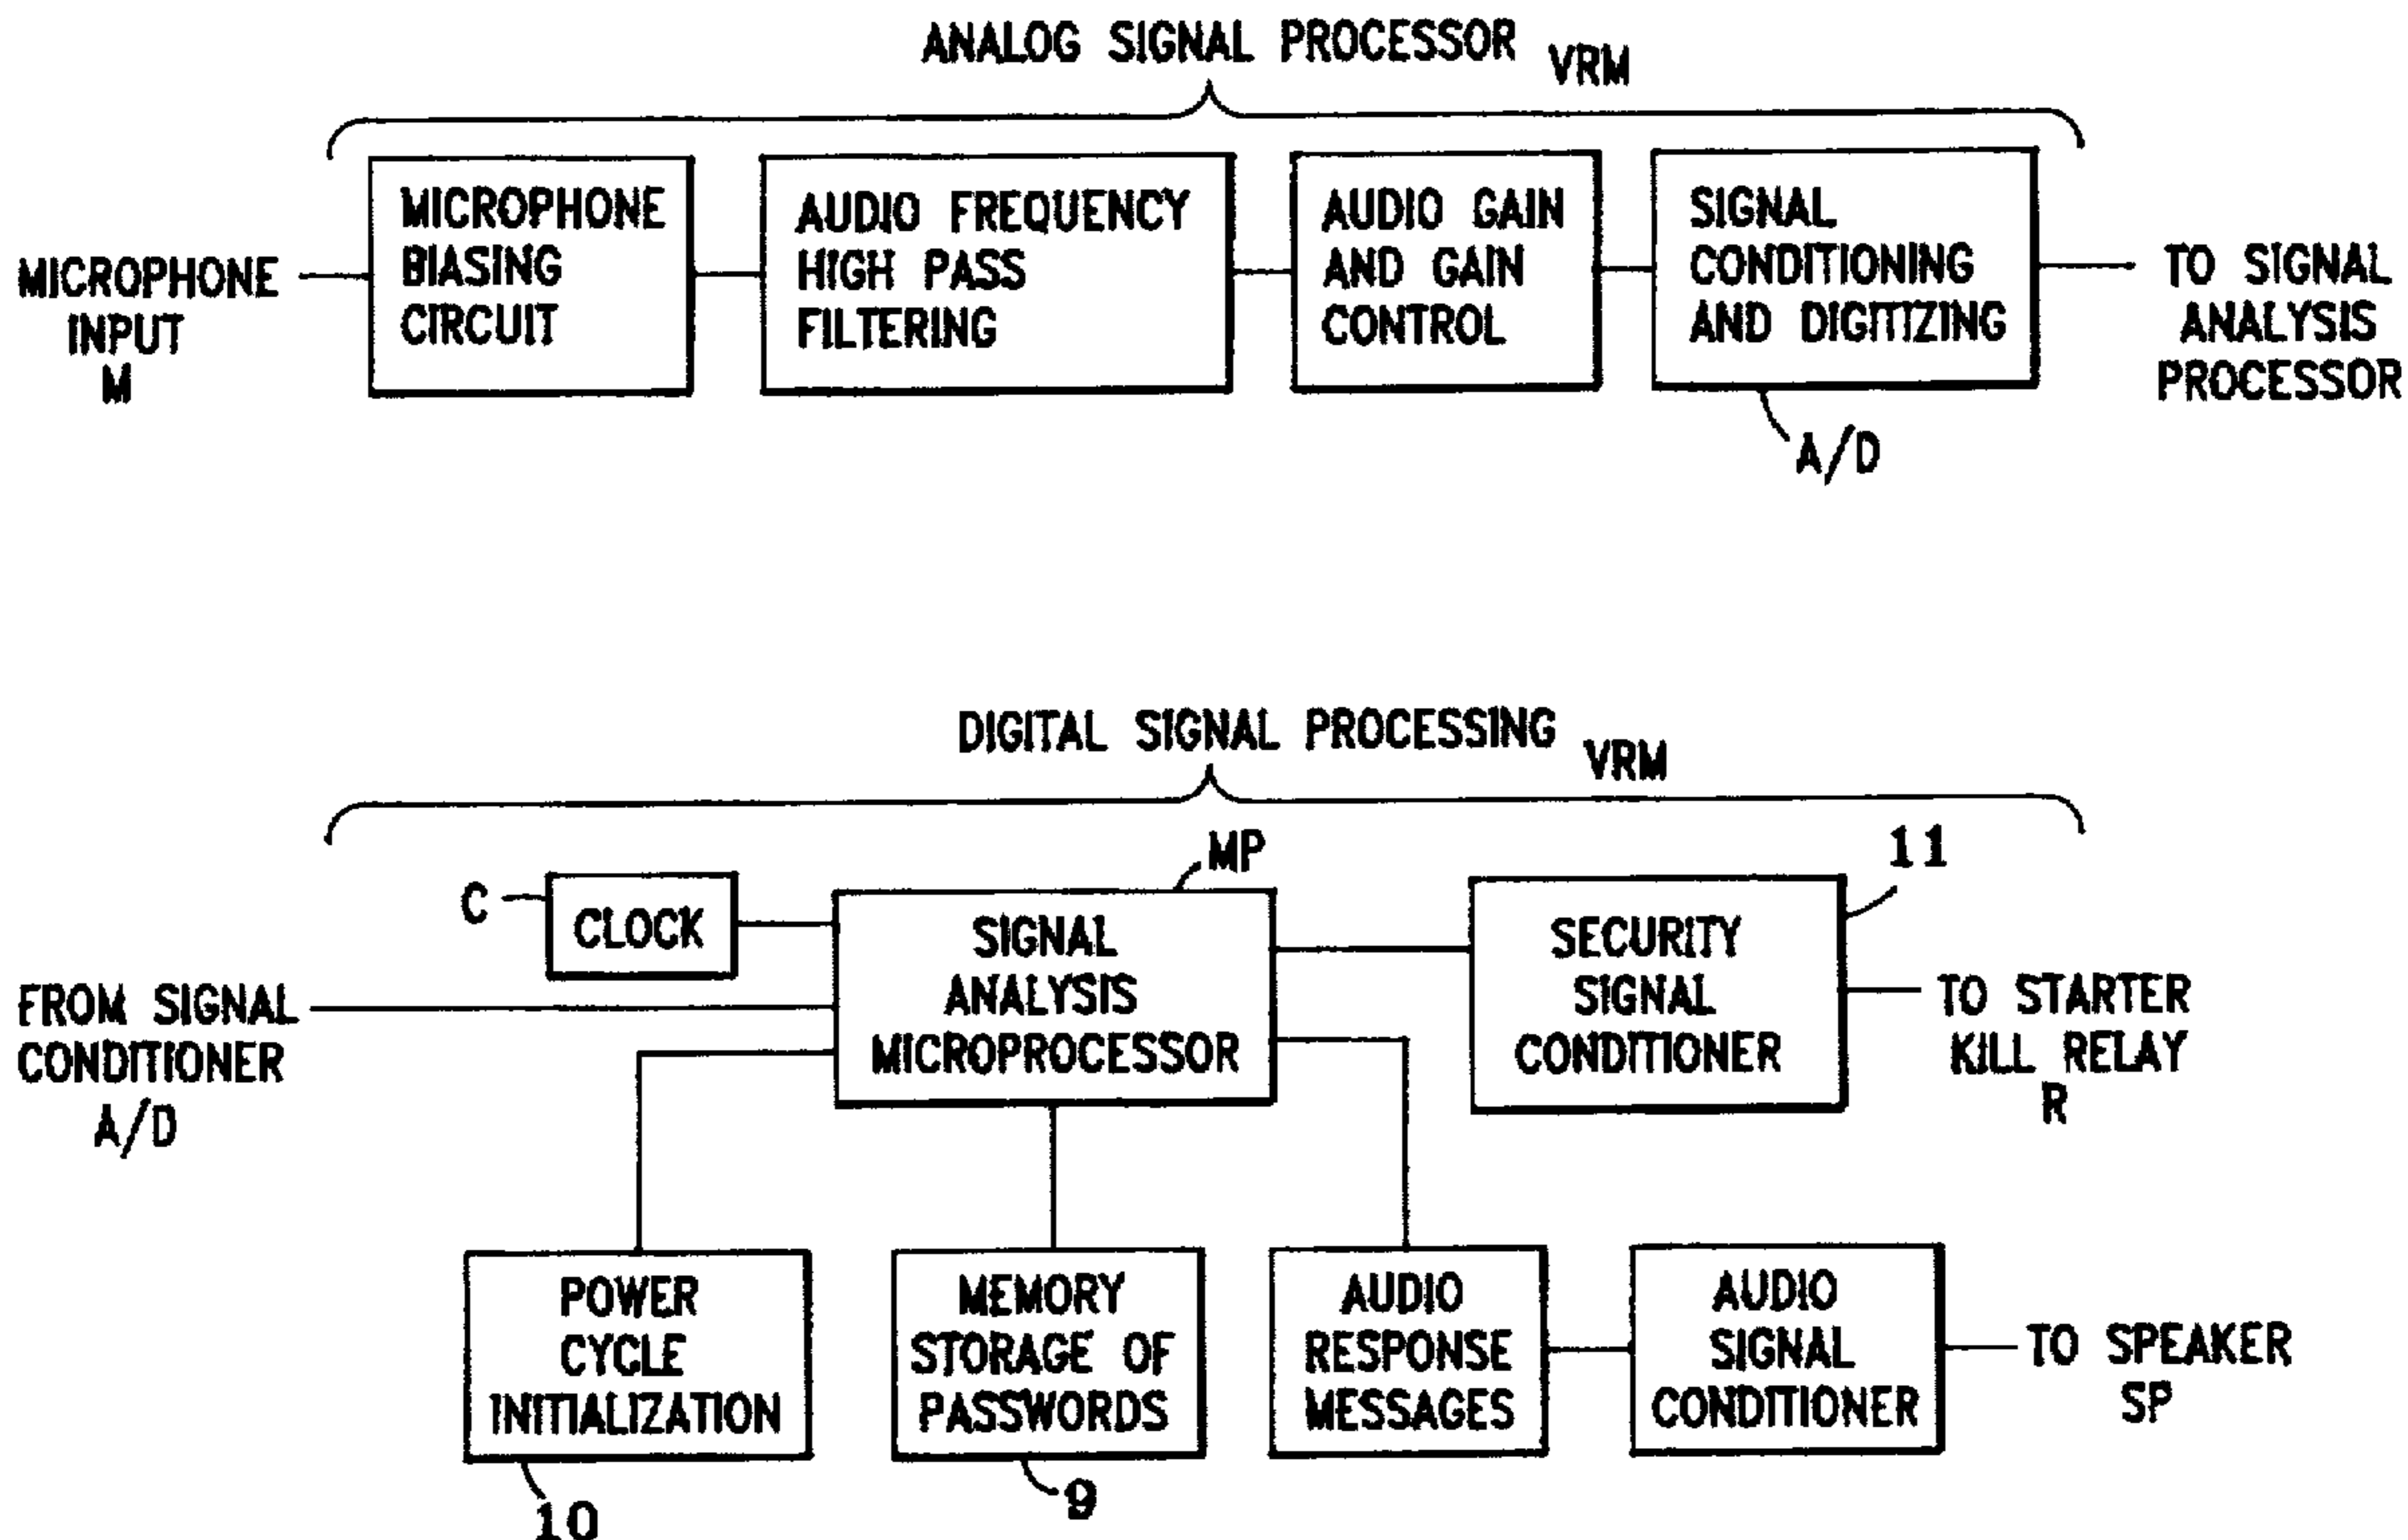 ANALOG SIGNAL PROCESSOR VRM
MICROPHONE
INPUT
M
MICROPHONE
BIASING
CIRCUIT
AUDIO FREQUENCY
HIGH PASS
FILTERING
AUDIO GAIN
AND GAIN
CONTROL
SIGNAL
CONDITIONING
AND DIGITIZING
TO SIGNAL
ANALYSIS
PROCESSOR
A/D
DIGITAL SIGNAL PROCESSING VRM
C
CLOCK
MP
11
FROM SIGNAL
CONDITIONER
A/D
SIGNAL
ANALYSIS
MICROPROCESSOR
SECURITY
SIGNAL
CONDITIONER
TO STARTER
KILL RELAY
R
POWER
CYCLE
INITIALIZATION
10
MEMORY
STORAGE OF
PASSWORDS
9
AUDIO
RESPONSE
MESSAGES
AUDIO
SIGNAL
CONDITIONER
TO SPEAKER
SP